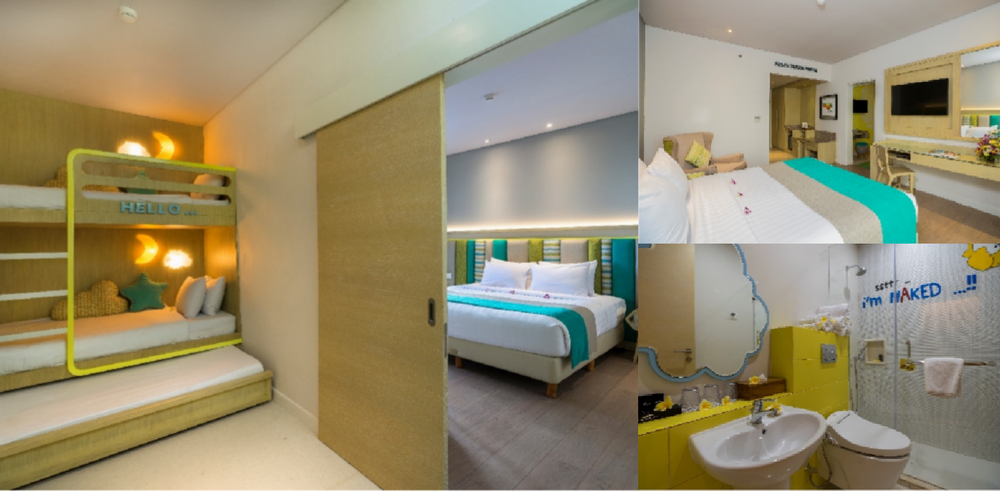 HELLO...
sstt- -
i'm NAKED ...!!